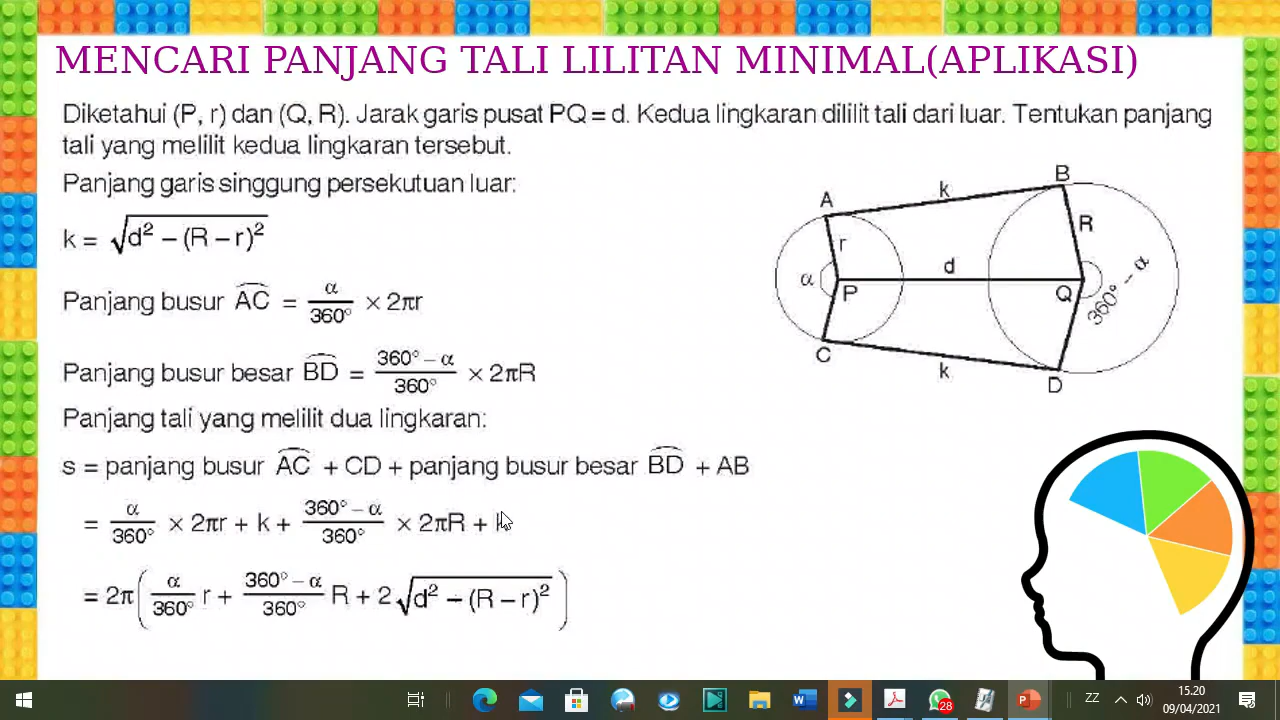 MENCARI PANJANG TALI LILITAN MINIMAL(APLIKASI)
Diketahui (P, r) dan (Q, R). Jarak garis pusat PQ = d. Kedua lingkaran dililit tali dari luar. Tentukan panjang
tali yang melilit kedua lingkaran tersebut.
Panjang garis singgung persekutuan luar:
k = √(d² – (R – r)²)
Panjang busur AC = α/360° × 2πr
Panjang busur besar BD = (360° – α)/360° × 2πR
Panjang tali yang melilit dua lingkaran:
s = panjang busur AC + CD + panjang busur besar BD + AB
= α/360° × 2πr + k + (360° – α)/360° × 2πR +
= 2π(α/360° r + (360° – α)/360° R + 2√(d² – (R – r)²))
A
k
B
r
R
α
P
d
Q
360° – α
C
k
D
28
ZZ
15.20
09/04/2021